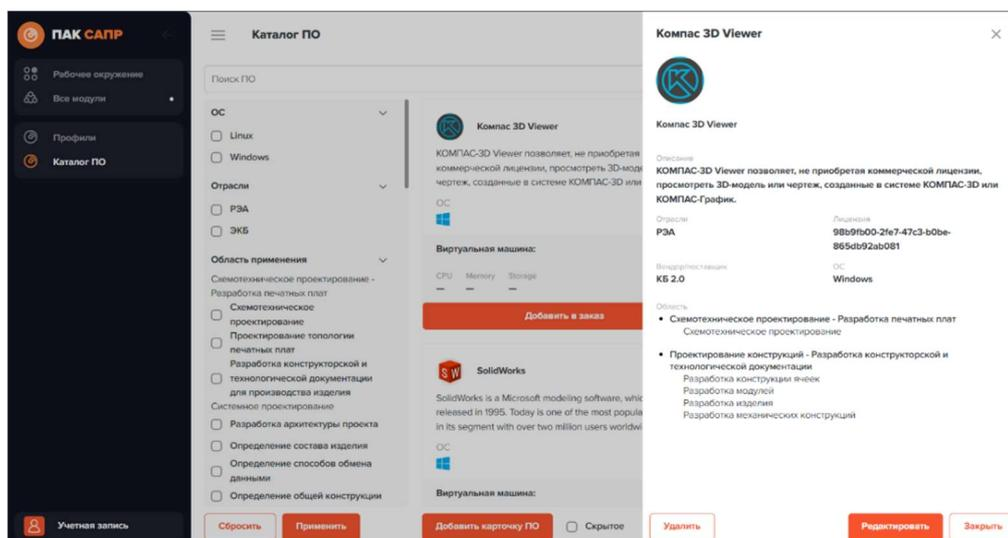 ПАК САПР
Рабочее окружение
Все модули
Профили
Каталог ПО
Учетная запись
Каталог ПО
Поиск ПО
ОС
Linux
Windows
Отрасли
РЭА
ЭКБ
Область применения
Схемотехническое проектирование -
Разработка печатных плат
Схемотехническое
проектирование
Проектирование топологии
печатных плат
Разработка конструкторской и
технологической документации
для производства изделия
Системное проектирование
Разработка архитектуры проекта
Определение состава изделия
Определение способов обмена
данными
Определение общей конструкции
Сбросить
Применить
Компас 3D Viewer
КОМПАС-3D Viewer позволяет, не приобретая
коммерческой лицензии, просмотреть 3D-моде
чертеж, созданные в системе КОМПАС-3D или
ОС
Виртуальная машина:
CPU Memory Storage
— — —
Добавить в заказ
SW
SolidWorks
SolidWorks is a Microsoft modeling software, whic
released in 1995. Today is one of the most popula
in its segment with over two million users worldwi
ОС
Виртуальная машина:
Добавить карточку ПО
Скрытое
Компас 3D Viewer
Компас 3D Viewer
Описание
КОМПАС-3D Viewer позволяет, не приобретая коммерческой лицензии,
просмотреть 3D-модель или чертеж, созданные в системе КОМПАС-3D или
КОМПАС-График.
Отрасли
РЭА
Лицензия
98b9fb00-2fe7-47c3-b0be-
865db92ab081
Вендор/поставщик
КБ 2.0
ОС
Windows
Область
• Схемотехническое проектирование - Разработка печатных плат
Схемотехническое проектирование
• Проектирование конструкций - Разработка конструкторской и
технологической документации
Разработка конструкции ячеек
Разработка модулей
Разработка изделия
Разработка механических конструкций
Удалить
Редактировать
Закрыть